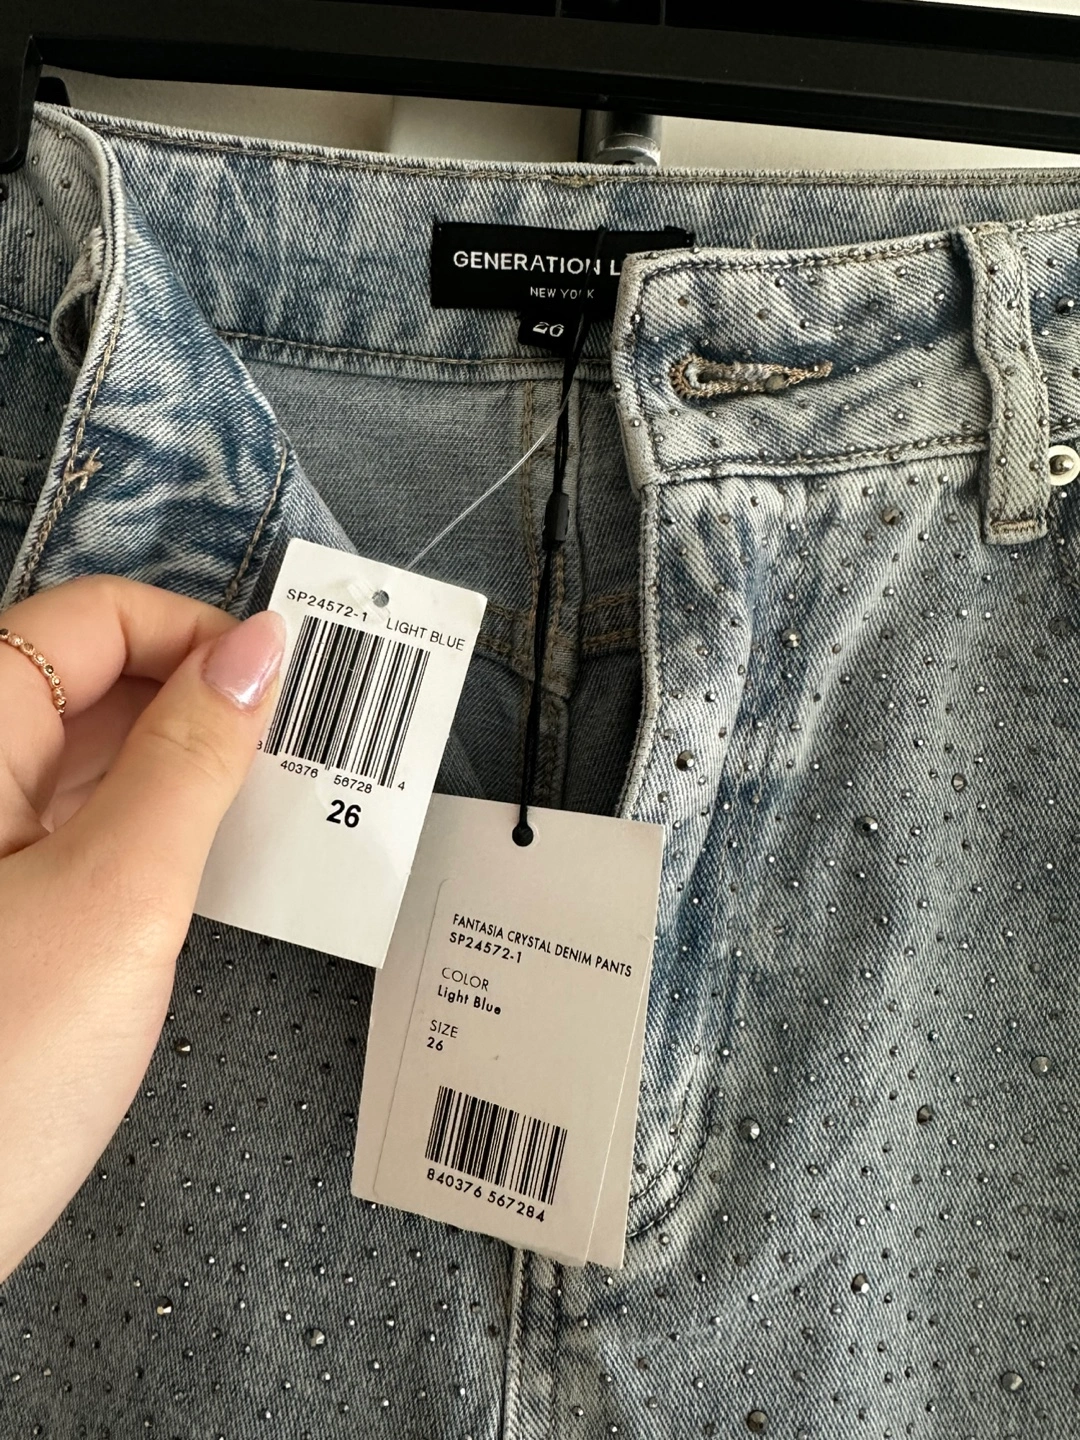 GENERATION L
NEW YORK
26
SP24572-1 LIGHT BLUE
8 40376 56728 4
26
FANTASIA CRYSTAL DENIM PANTS
SP24572-1
COLOR
Light Blue
SIZE
26
840376 567284